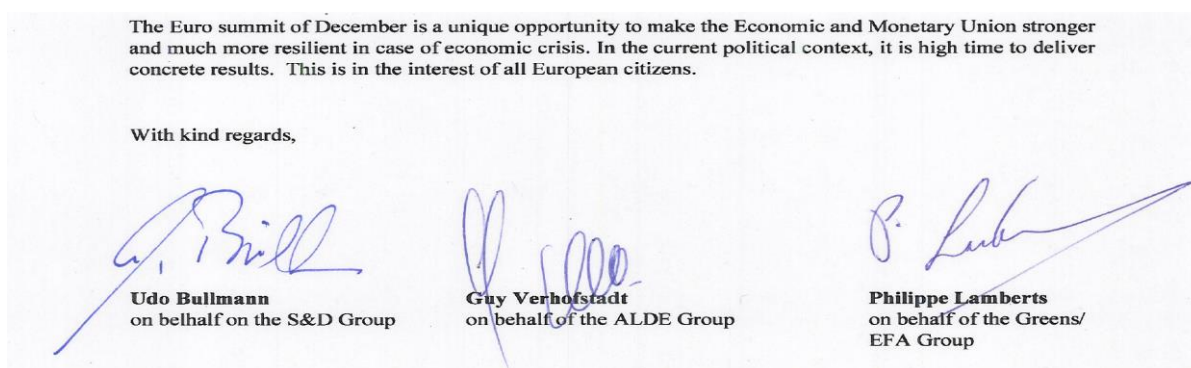 The Euro summit of December is a unique opportunity to make the Economic and Monetary Union stronger
and much more resilient in case of economic crisis. In the current political context, it is high time to deliver
concrete results.  This is in the interest of all European citizens.
With kind regards,
Udo Bullmann
on belhalf on the S&D Group
Guy Verhofstadt
on behalf of the ALDE Group
P. Lamb
Philippe Lamberts
on behalf of the Greens/
EFA Group